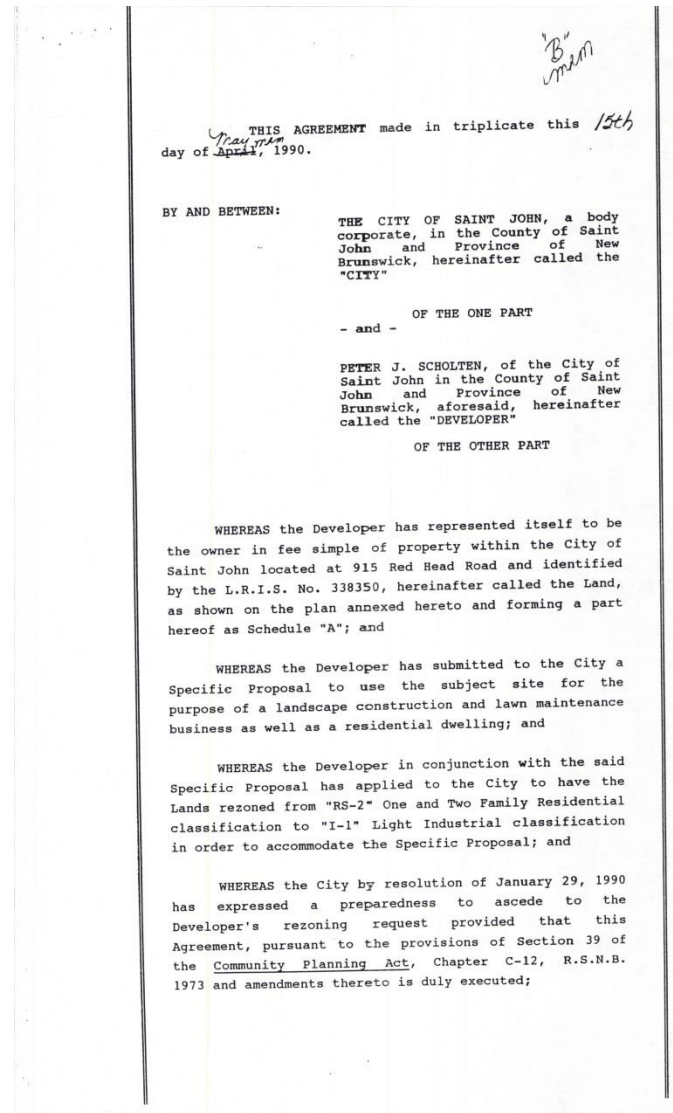 "B"
mem
THIS AGREEMENT made in triplicate this 15th
May mem
day of April, 1990.
BY AND BETWEEN:
THE CITY OF SAINT JOHN, a body
corporate, in the County of Saint
John and Province of New
Brunswick, hereinafter called the
"CITY"
OF THE ONE PART
- and -
PETER J. SCHOLTEN, of the City of
Saint John in the County of Saint
John and Province of New
Brunswick, aforesaid, hereinafter
called the "DEVELOPER"
OF THE OTHER PART
WHEREAS the Developer has represented itself to be
the owner in fee simple of property within the City of
Saint John located at 915 Red Head Road and identified
by the L.R.I.S. No. 338350, hereinafter called the Land,
as shown on the plan annexed hereto and forming a part
hereof as Schedule "A"; and
WHEREAS the Developer has submitted to the City a
Specific Proposal to use the subject site for the
purpose of a landscape construction and lawn maintenance
business as well as a residential dwelling; and
WHEREAS the Developer in conjunction with the said
Specific Proposal has applied to the City to have the
Lands rezoned from "RS-2" One and Two Family Residential
classification to "I-1" Light Industrial classification
in order to accommodate the Specific Proposal; and
WHEREAS the City by resolution of January 29, 1990
has expressed a preparedness to ascede to the
Developer's rezoning request provided that this
Agreement, pursuant to the provisions of Section 39 of
the Community Planning Act, Chapter C-12, R.S.N.B.
1973 and amendments thereto is duly executed;